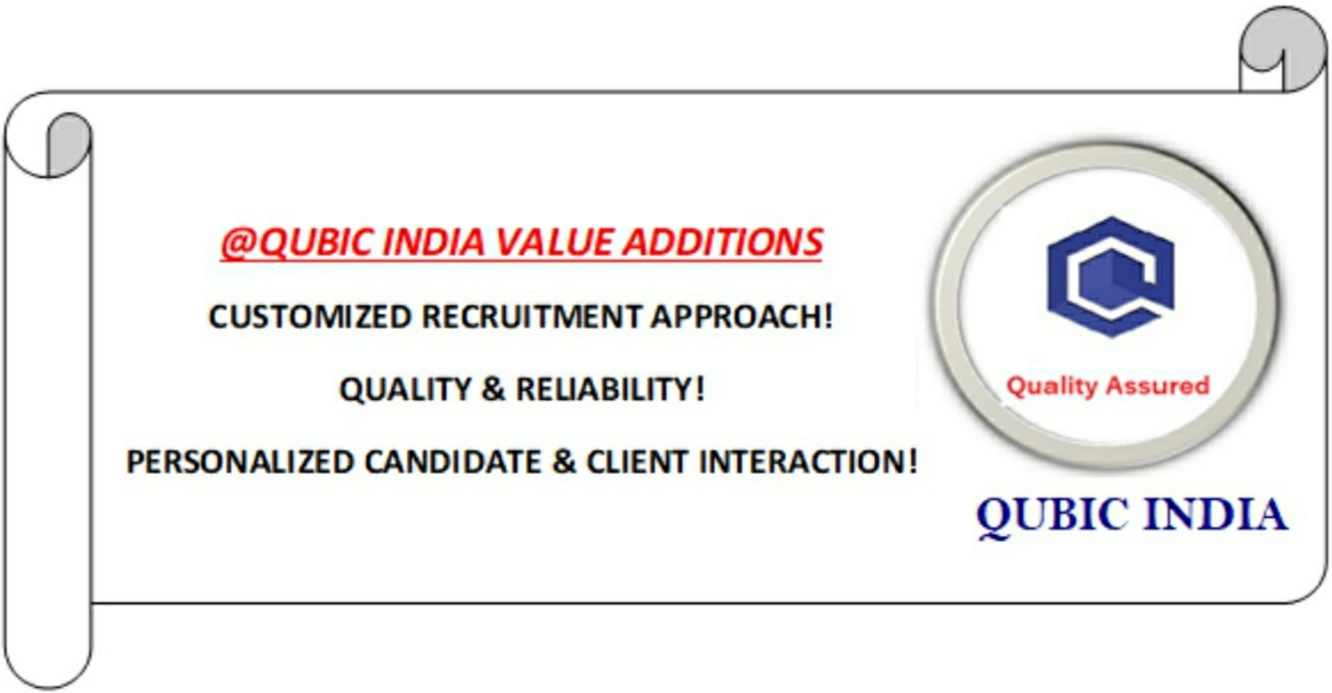 @QUBIC INDIA VALUE ADDITIONS
CUSTOMIZED RECRUITMENT APPROACH!
QUALITY & RELIABILITY!
PERSONALIZED CANDIDATE & CLIENT INTERACTION!
Quality Assured
QUBIC INDIA